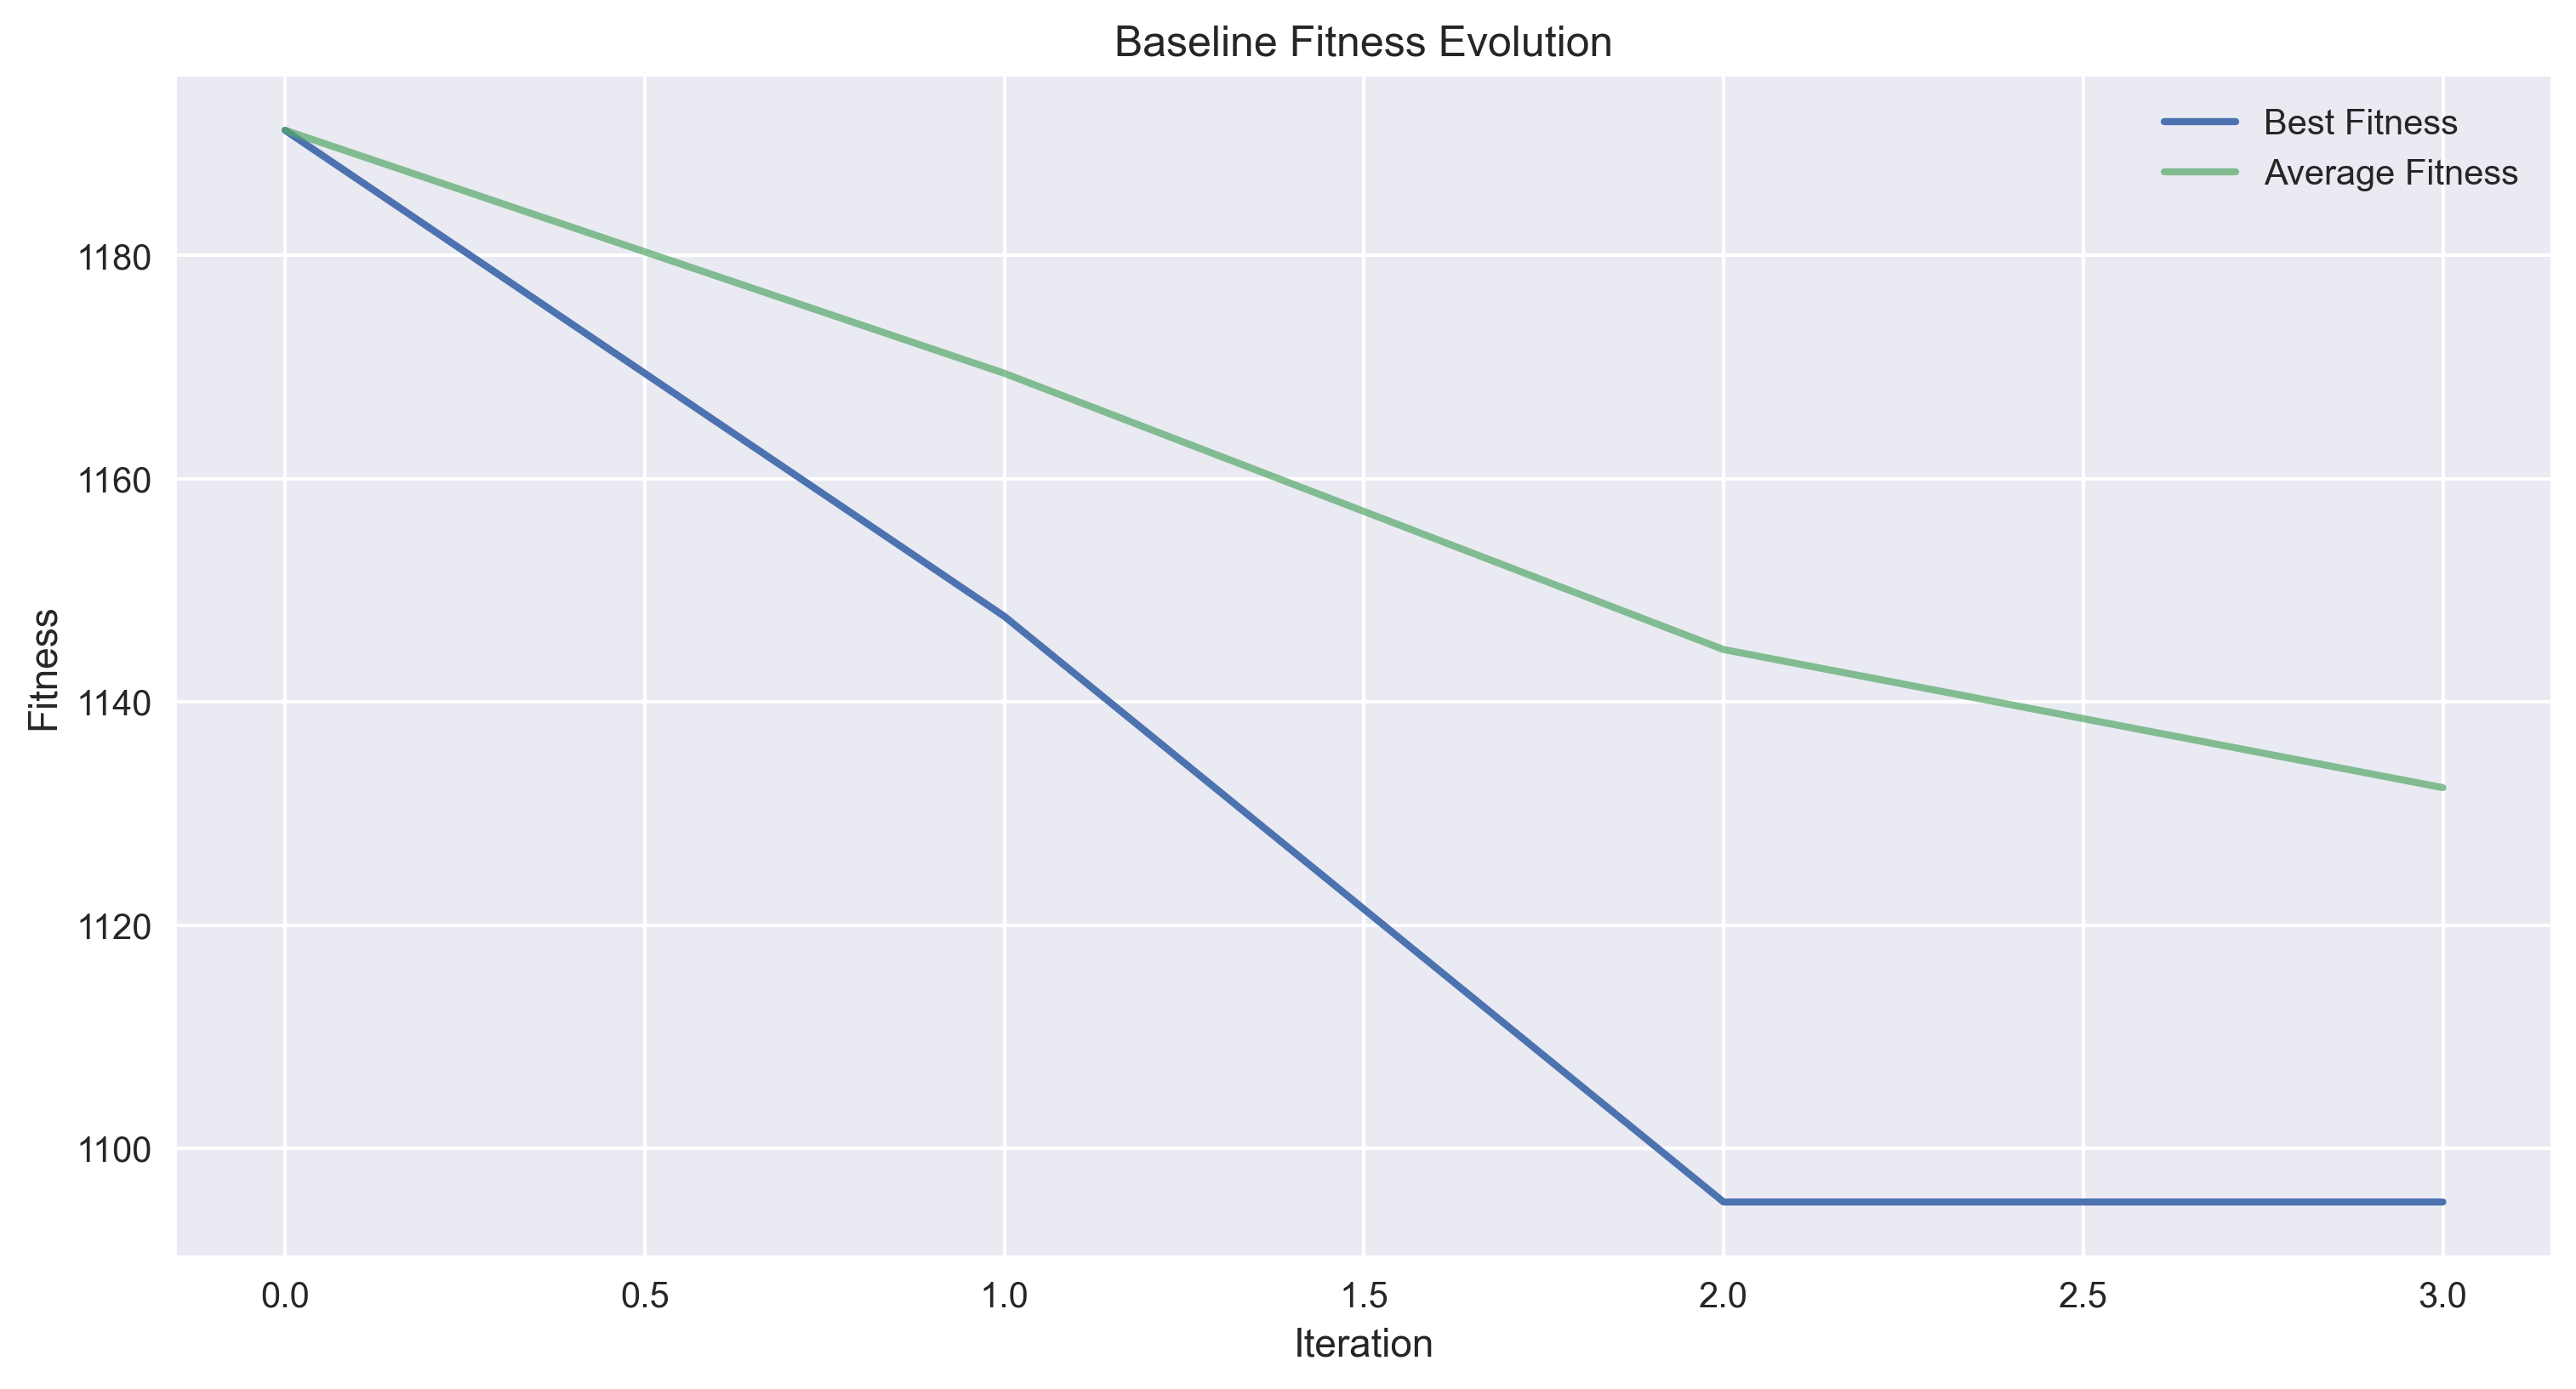 Baseline Fitness Evolution
Best Fitness
Average Fitness
Fitness
1180
1160
1140
1120
1100
0.0 0.5 1.0 1.5 2.0 2.5 3.0
Iteration